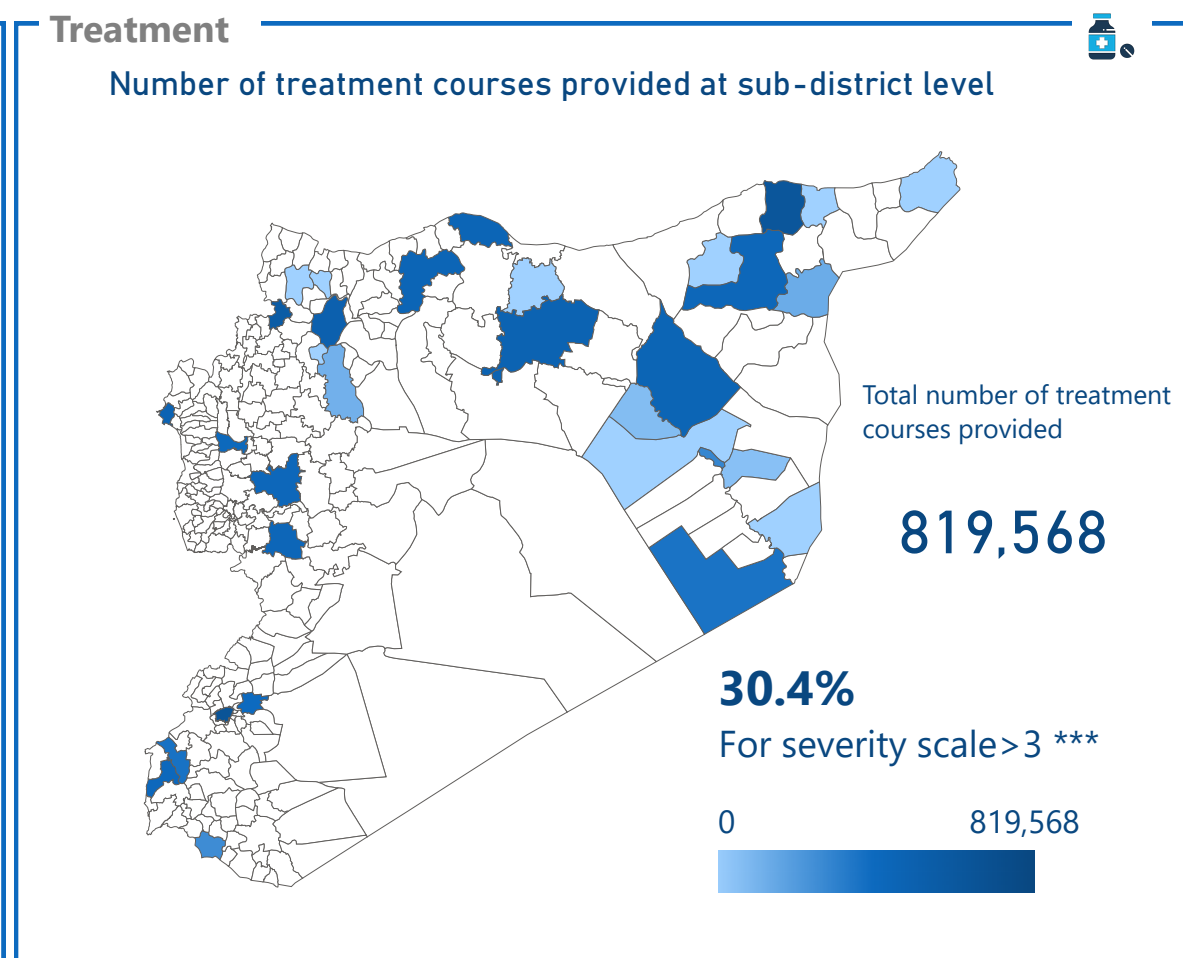 Treatment
Number of treatment courses provided at sub-district level
Total number of treatment
courses provided
819,568
30.4%
For severity scale>3 ***
0 819,568